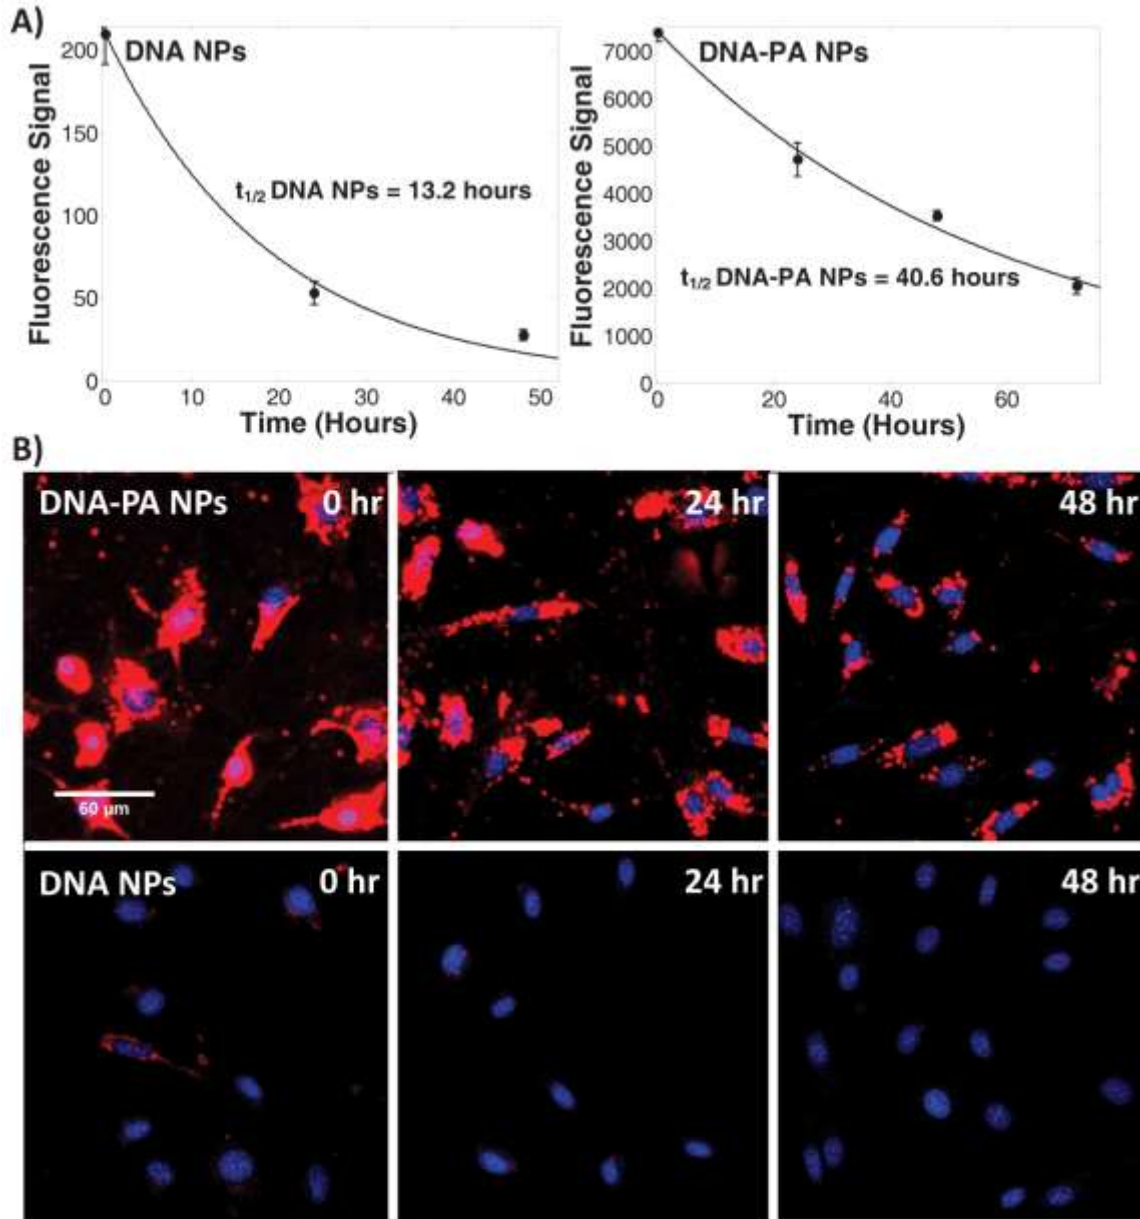 A)
DNA NPs
t1/2 DNA NPs = 13.2 hours
Fluorescence Signal
200
150
100
50
0
0 10 20 30 40 50
Time (Hours)
DNA-PA NPs
t1/2 DNA-PA NPs = 40.6 hours
Fluorescence Signal
7000
6000
5000
4000
3000
2000
1000
0
0 20 40 60
Time (Hours)
B)
DNA-PA NPs 0 hr
60 µm
24 hr
48 hr
DNA NPs 0 hr
24 hr
48 hr